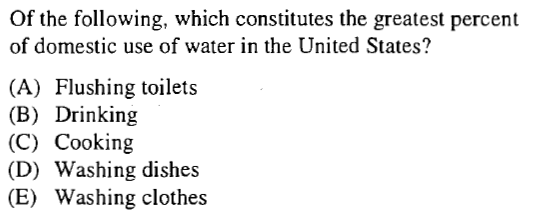 Of the following, which constitutes the greatest percent
of domestic use of water in the United States?
(A) Flushing toilets
(B) Drinking
(C) Cooking
(D) Washing dishes
(E) Washing clothes